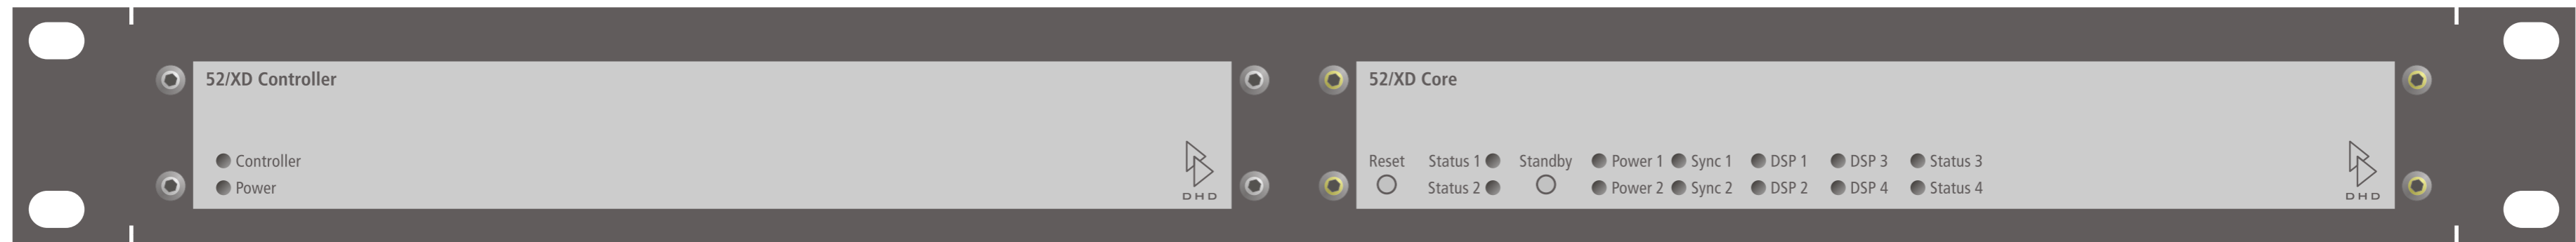 52/XD Controller
Controller
Power
DHD
52/XD Core
Reset Status 1 Standby Power 1 Sync 1 DSP 1 DSP 3 Status 3
Status 2 Power 2 Sync 2 DSP 2 DSP 4 Status 4
DHD